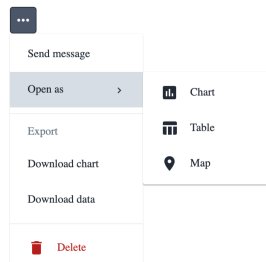 Send message
Open as
Chart
Table
Map
Export
Download chart
Download data
Delete